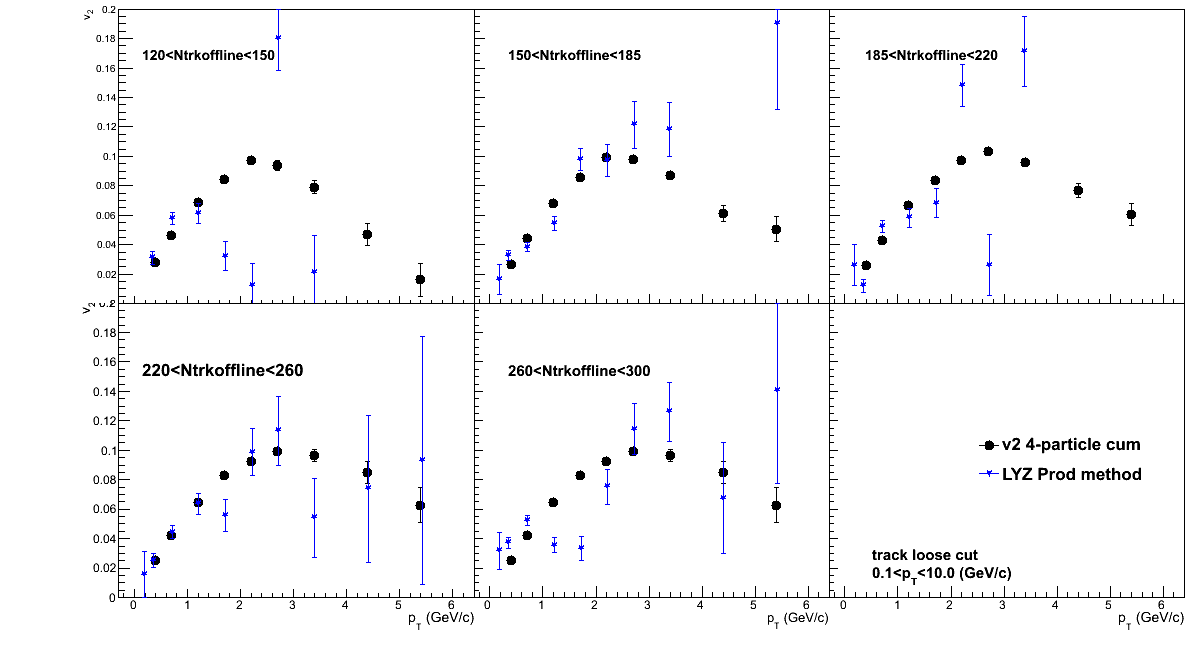 v2
0.2
0.18
0.16
0.14
0.12
0.1
0.08
0.06
0.04
0.02
120<Ntrkoffline<150
150<Ntrkoffline<185
185<Ntrkoffline<220
v2
0.18
0.16
0.14
0.12
0.1
0.08
0.06
0.04
0.02
0
220<Ntrkoffline<260
260<Ntrkoffline<300
v2 4-particle cum
LYZ Prod method
track loose cut
0.1<pT<10.0 (GeV/c)
0 1 2 3 4 5 6
0 1 2 3 4 5 6
0 1 2 3 4 5 6
pT (GeV/c)
pT (GeV/c)
pT (GeV/c)